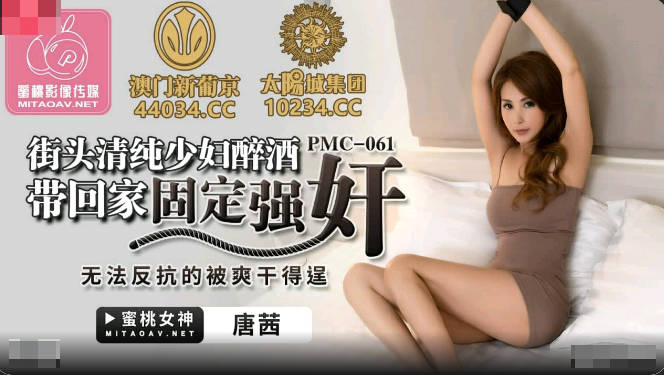 蜜桃影像传媒
MITAOAV.NET
澳门新葡京
44034.CC
太陽城集团
10234.CC
街头清纯少妇醉酒
PMC-061
带回家固定强奸
无法反抗的被爽干得逞
蜜桃女神
MITAOAV.NET
唐茜